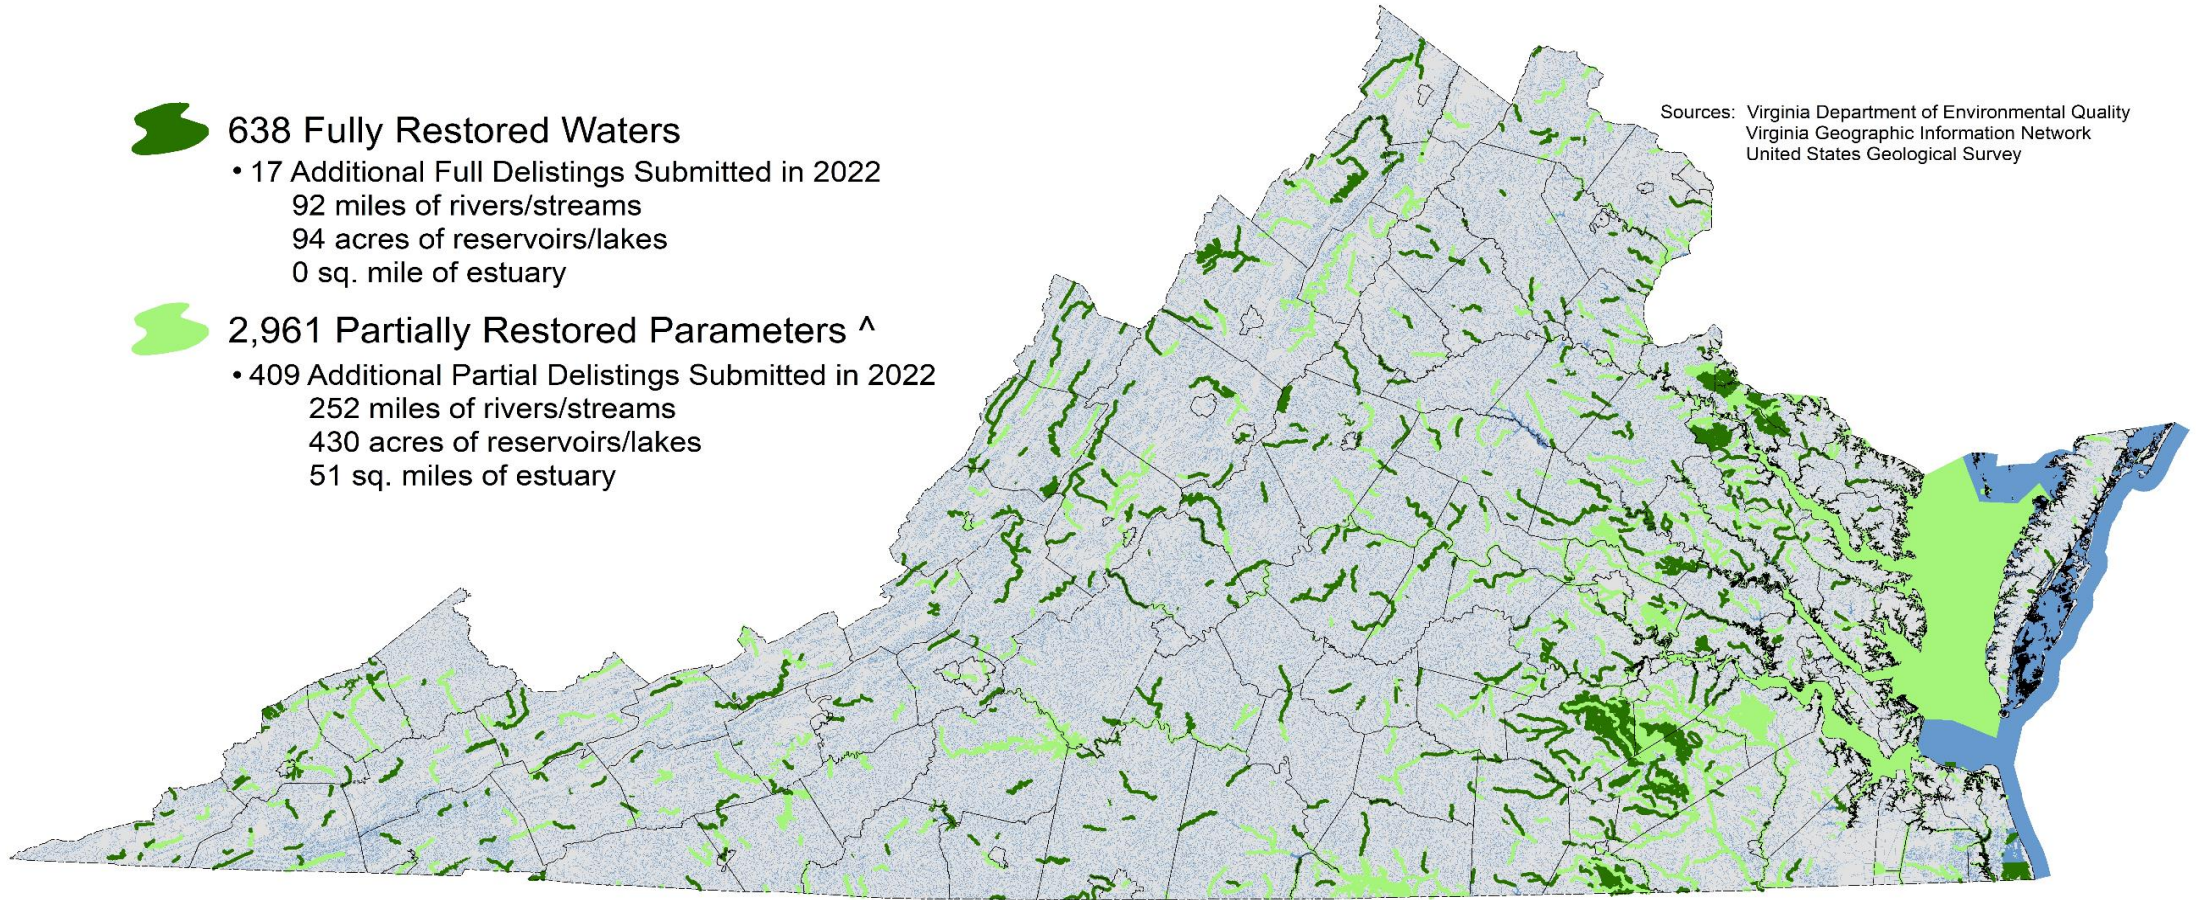 638 Fully Restored Waters
• 17 Additional Full Delistings Submitted in 2022
92 miles of rivers/streams
94 acres of reservoirs/lakes
0 sq. mile of estuary
2,961 Partially Restored Parameters ^
• 409 Additional Partial Delistings Submitted in 2022
252 miles of rivers/streams
430 acres of reservoirs/lakes
51 sq. miles of estuary
Sources: Virginia Department of Environmental Quality
Virginia Geographic Information Network
United States Geological Survey